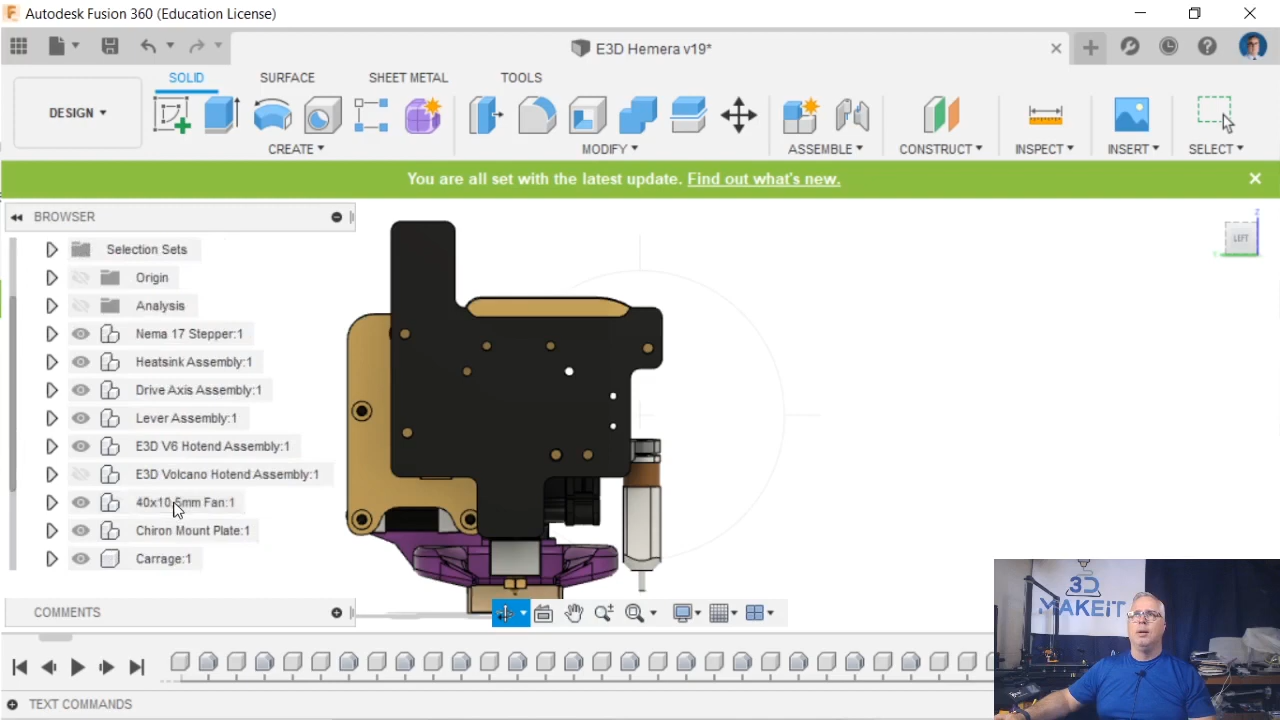 Autodesk Fusion 360 (Education License)
E3D Hemera v19*
SOLID SURFACE SHEET METAL TOOLS
DESIGN
CREATE MODIFY ASSEMBLE CONSTRUCT INSPECT INSERT SELECT
You are all set with the latest update. Find out what's new.
BROWSER
Selection Sets
Origin
Analysis
Nema 17 Stepper:1
Heatsink Assembly:1
Drive Axis Assembly:1
Lever Assembly:1
E3D V6 Hotend Assembly:1
E3D Volcano Hotend Assembly:1
40x10.5mm Fan:1
Chiron Mount Plate:1
Carrage:1
LEFT
Z
Y
COMMENTS
TEXT COMMANDS
3D
MAKEIT